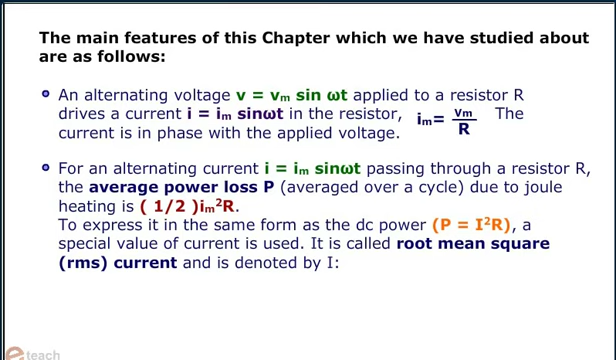 The main features of this Chapter which we have studied about
are as follows:
An alternating voltage v = vₘ sin ωt applied to a resistor R
drives a current i = iₘ sinωt in the resistor, iₘ= vₘ/R The
current is in phase with the applied voltage.
For an alternating current i = iₘ sinωt passing through a resistor R,
the average power loss P (averaged over a cycle) due to joule
heating is ( 1/2 )iₘ²R.
To express it in the same form as the dc power (P = I²R), a
special value of current is used. It is called root mean square
(rms) current and is denoted by I:
e teach